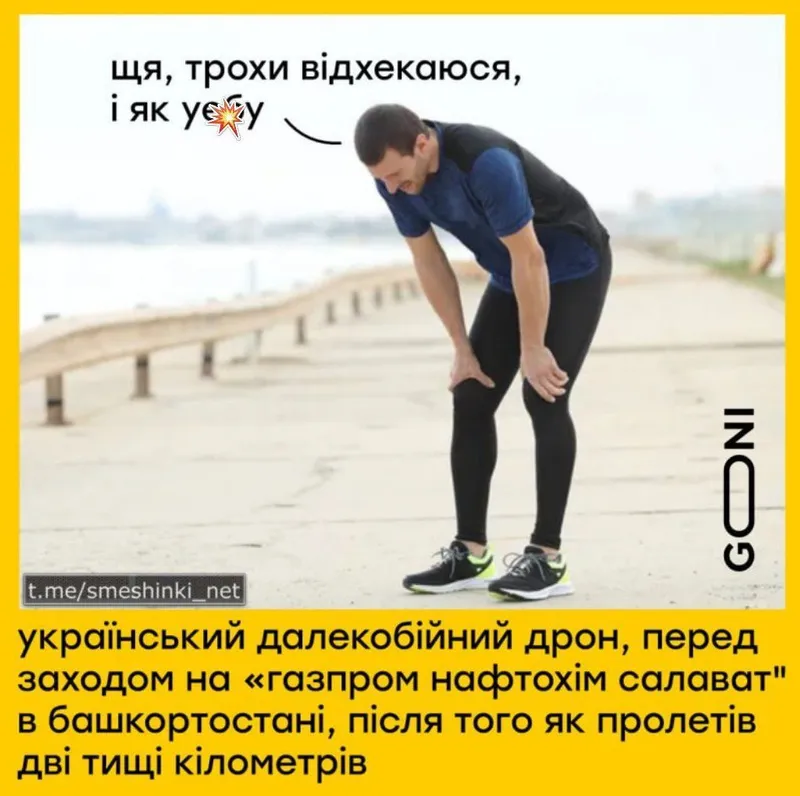 щя, трохи відхекаюся,
і як уєбу
GONI
t.me/smeshinki_net
український далекобійний дрон, перед
заходом на «газпром нафтохім салават"
в башкортостані, після того як пролетів
дві тищі кілометрів